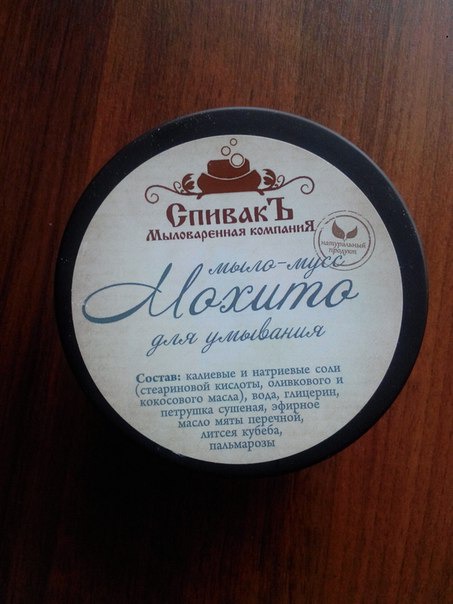 СпивакЪ
Мыловаренная компаниЯ
натуральный
продукт
мыло-мусс
Мохито
для умывания
Состав: калиевые и натриевые соли
(стеариновой кислоты, оливкового и
кокосового масла), вода, глицерин,
петрушка сушеная, эфирное
масло мяты перечной,
литсея кубеба,
пальмарозы